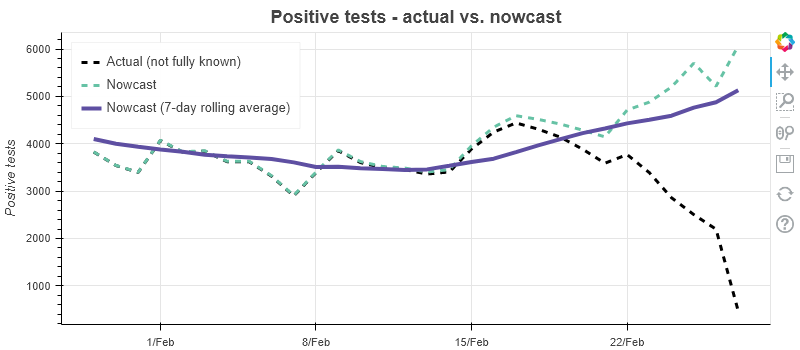 Positive tests - actual vs. nowcast
Actual (not fully known)
Nowcast
Nowcast (7-day rolling average)
Positive tests
6000
5000
4000
3000
2000
1000
1/Feb
8/Feb
15/Feb
22/Feb